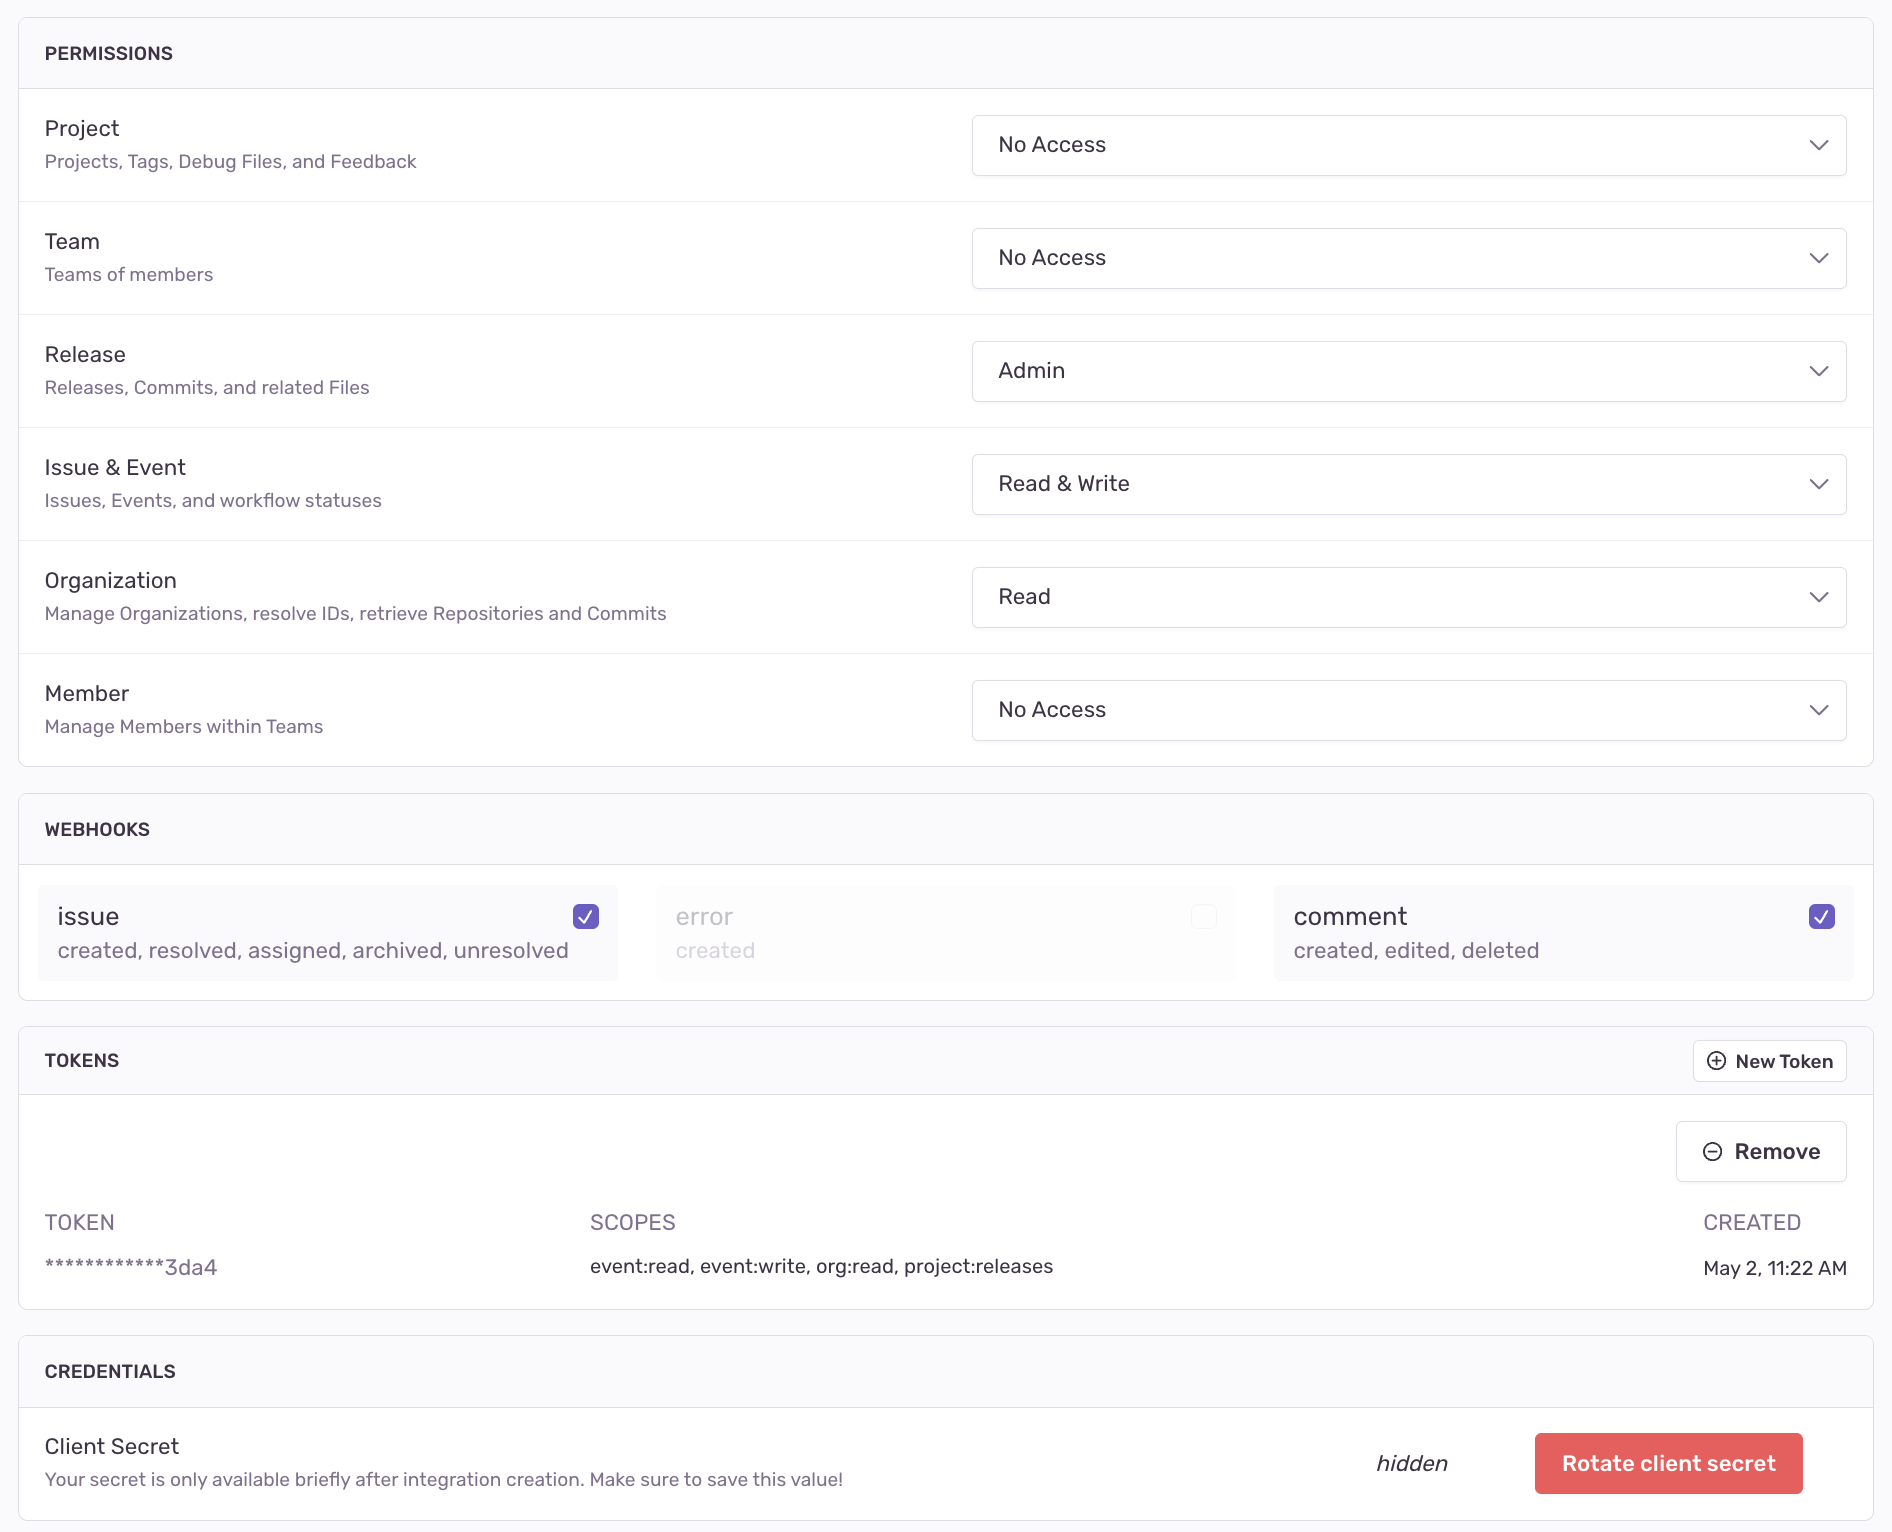 PERMISSIONS
Project
Projects, Tags, Debug Files, and Feedback
No Access
Team
Teams of members
No Access
Release
Releases, Commits, and related Files
Admin
Issue & Event
Issues, Events, and workflow statuses
Read & Write
Organization
Manage Organizations, resolve IDs, retrieve Repositories and Commits
Read
Member
Manage Members within Teams
No Access
WEBHOOKS
issue
created, resolved, assigned, archived, unresolved
error
created
comment
created, edited, deleted
TOKENS
New Token
Remove
TOKEN SCOPES CREATED
************3da4 event:read, event:write, org:read, project:releases May 2, 11:22 AM
CREDENTIALS
Client Secret
Your secret is only available briefly after integration creation. Make sure to save this value!
hidden
Rotate client secret